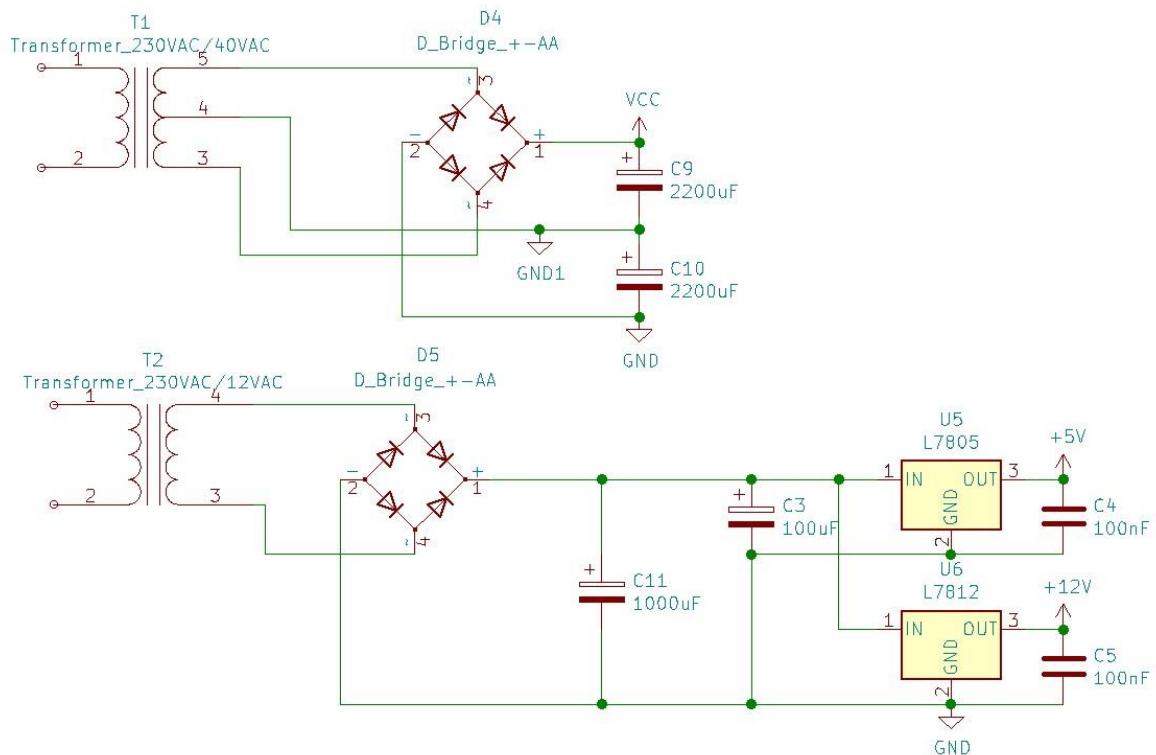 T1
Transformer_230VAC/40VAC
1
2
5
4
3
D4
D_Bridge_+-AA
~
3
−
2
+
1
~
4
VCC
+
C9
2200uF
GND1
+
C10
2200uF
GND
T2
Transformer_230VAC/12VAC
1
2
4
3
D5
D_Bridge_+-AA
~
3
−
2
+
1
~
4
+
C11
1000uF
+
C3
100uF
U5
L7805
1
IN
OUT
3
GND
2
+5V
C4
100nF
U6
L7812
1
IN
OUT
3
GND
2
+12V
C5
100nF
GND